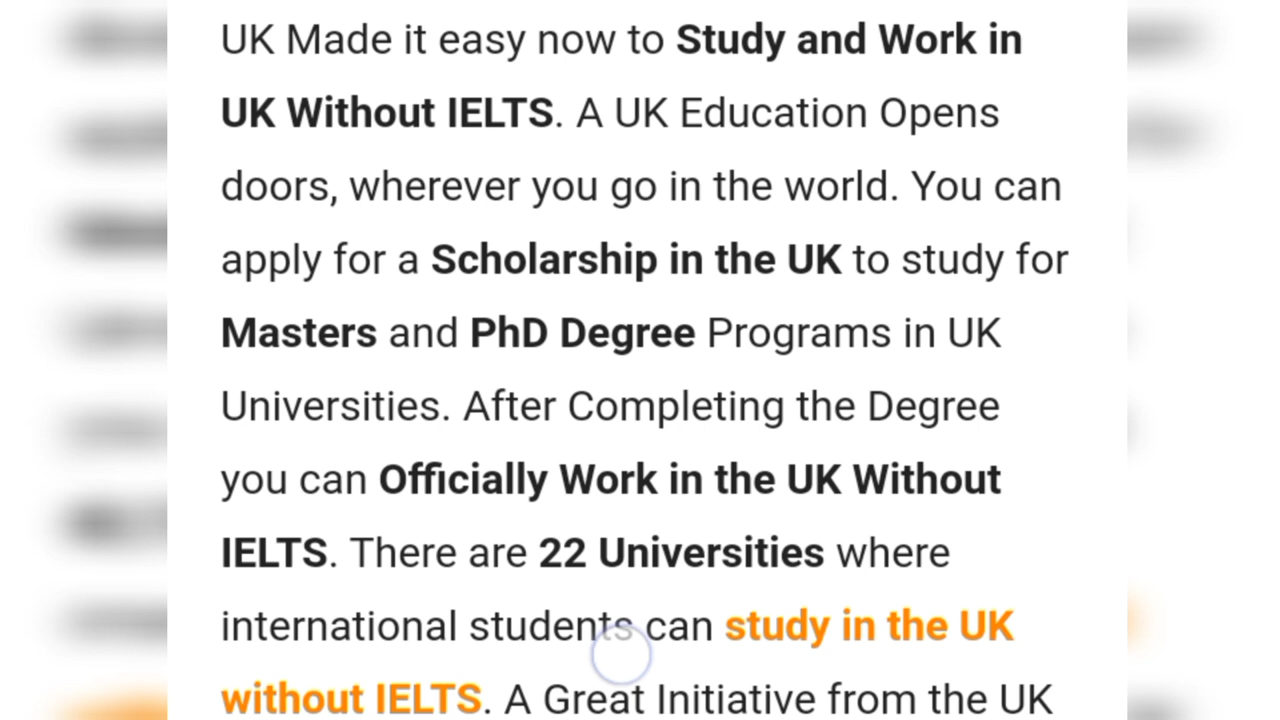 UK Made it easy now to Study and Work in
UK Without IELTS. A UK Education Opens
doors, wherever you go in the world. You can
apply for a Scholarship in the UK to study for
Masters and PhD Degree Programs in UK
Universities. After Completing the Degree
you can Officially Work in the UK Without
IELTS. There are 22 Universities where
international students can study in the UK
without IELTS. A Great Initiative from the UK